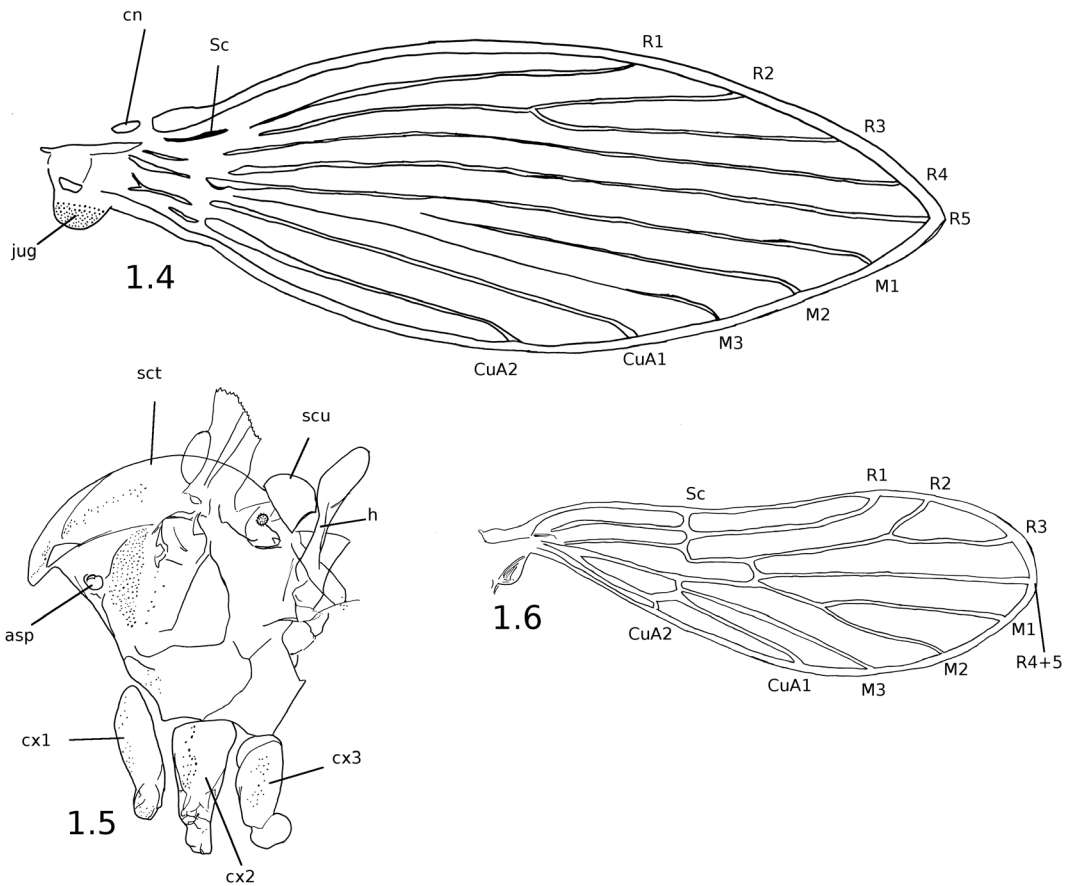 cn
Sc
R1
R2
R3
R4
R5
jug
1.4
M1
M2
M3
CuA1
CuA2
sct
scu
h
asp
cx1
cx3
1.5
cx2
Sc
R1
R2
R3
1.6
CuA2
M1
R4+5
M2
CuA1
M3